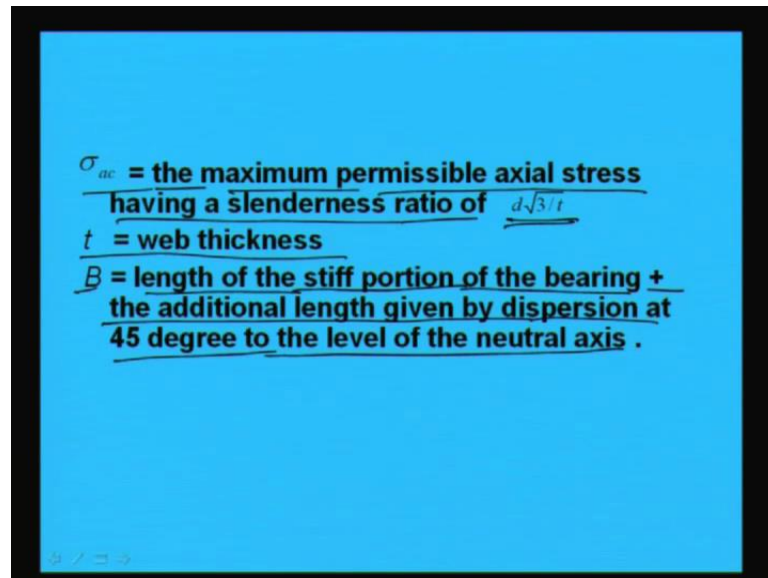 σac = the maximum permissible axial stress
having a slenderness ratio of d√3/t
t = web thickness
B = length of the stiff portion of the bearing +
the additional length given by dispersion at
45 degree to the level of the neutral axis .